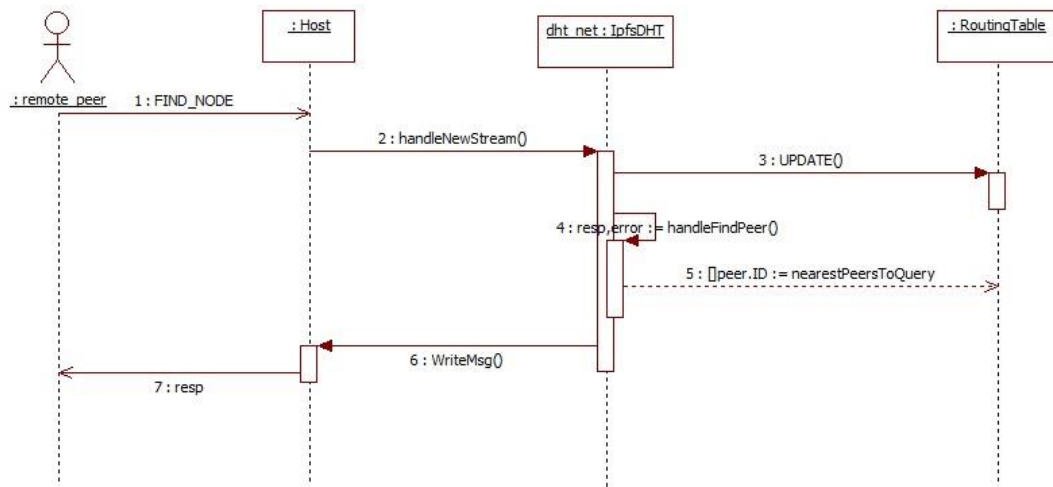 : Host
dht_net : IpfsDHT
: RoutingTable
: remote_peer
1 : FIND_NODE
2 : handleNewStream()
3 : UPDATE()
4 : resp,error := handleFindPeer()
5 : []peer.ID := nearestPeersToQuery
6 : WriteMsg()
7 : resp